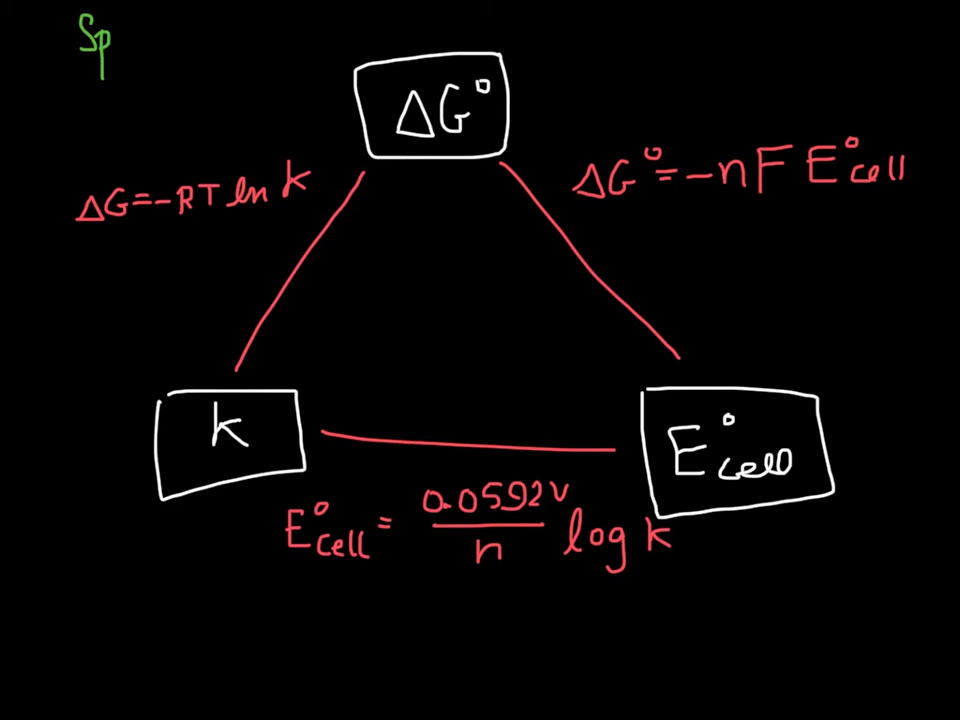 Sp
ΔG°
ΔG=-RT ln K
ΔG°=-nFE°cell
K
E°cell
E°cell = 0.0592V/n log K